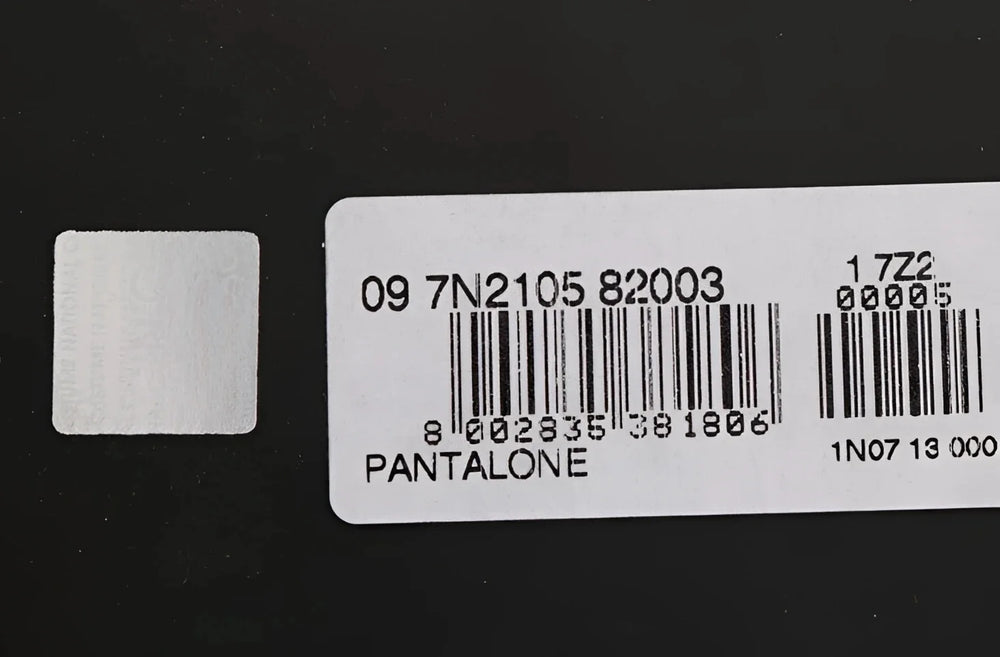 09 7N2105 82003
8 002835 381806
PANTALONE
1 7Z2
00005
1N07 13 000